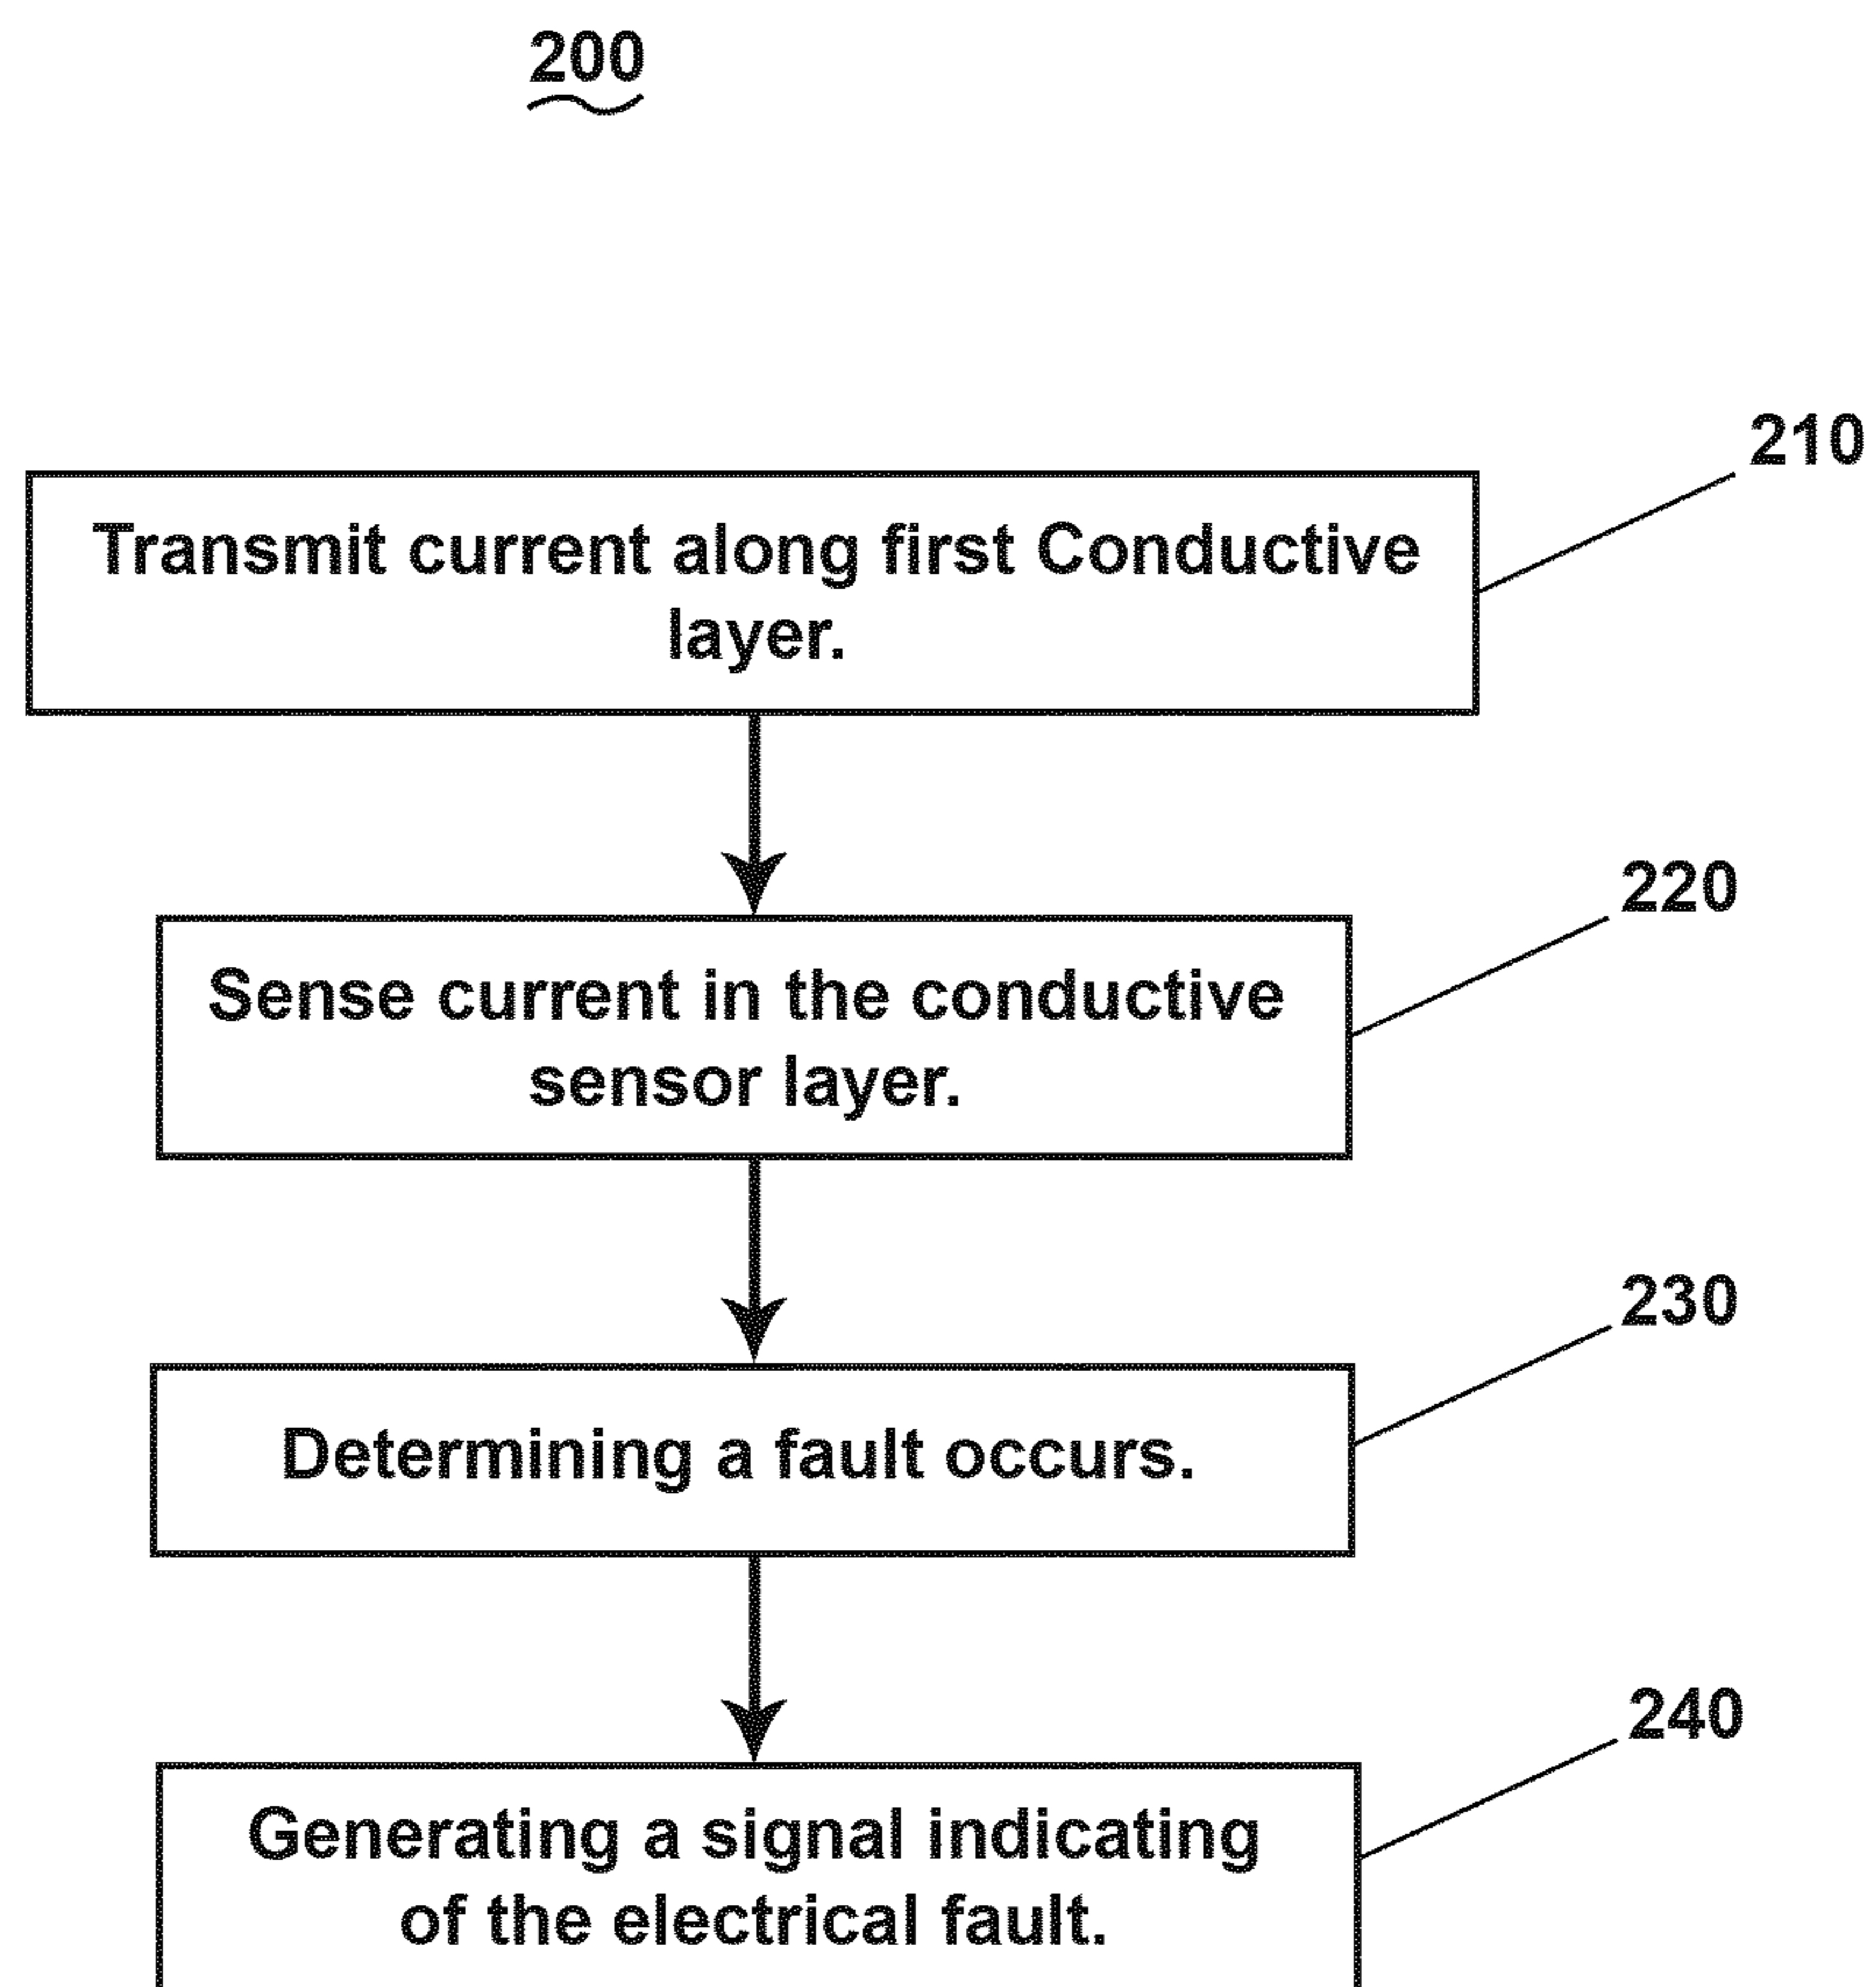 200
210
Transmit current along first Conductive
layer.
220
Sense current in the conductive
sensor layer.
230
Determining a fault occurs.
240
Generating a signal indicating
of the electrical fault.